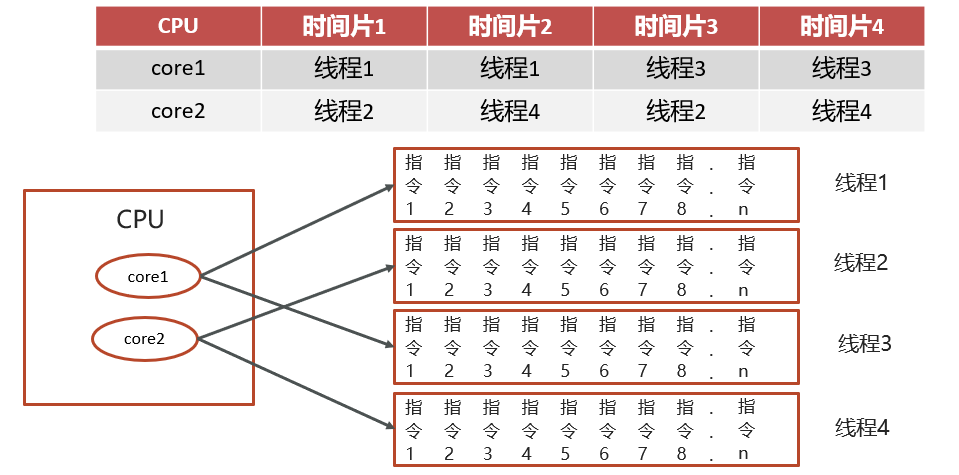 CPU 时间片1 时间片2 时间片3 时间片4
core1 线程1 线程1 线程3 线程3
core2 线程2 线程4 线程2 线程4
CPU
core1
core2
指 指 指 指 指 指 指 指 . 指
令 令 令 令 令 令 令 令 . 令
1 2 3 4 5 6 7 8 . n
线程1
指 指 指 指 指 指 指 指 . 指
令 令 令 令 令 令 令 令 . 令
1 2 3 4 5 6 7 8 . n
线程2
指 指 指 指 指 指 指 指 . 指
令 令 令 令 令 令 令 令 . 令
1 2 3 4 5 6 7 8 . n
线程3
指 指 指 指 指 指 指 指 . 指
令 令 令 令 令 令 令 令 . 令
1 2 3 4 5 6 7 8 . n
线程4